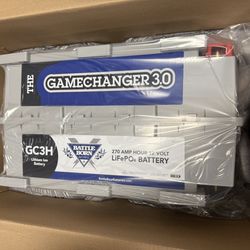 THE
GAMECHANGER 3.0
GC3H
Lithium Ion
Battery
BATTLE
BORN
270 AMP HOUR 12 VOLT
LiFePO₄ BATTERY